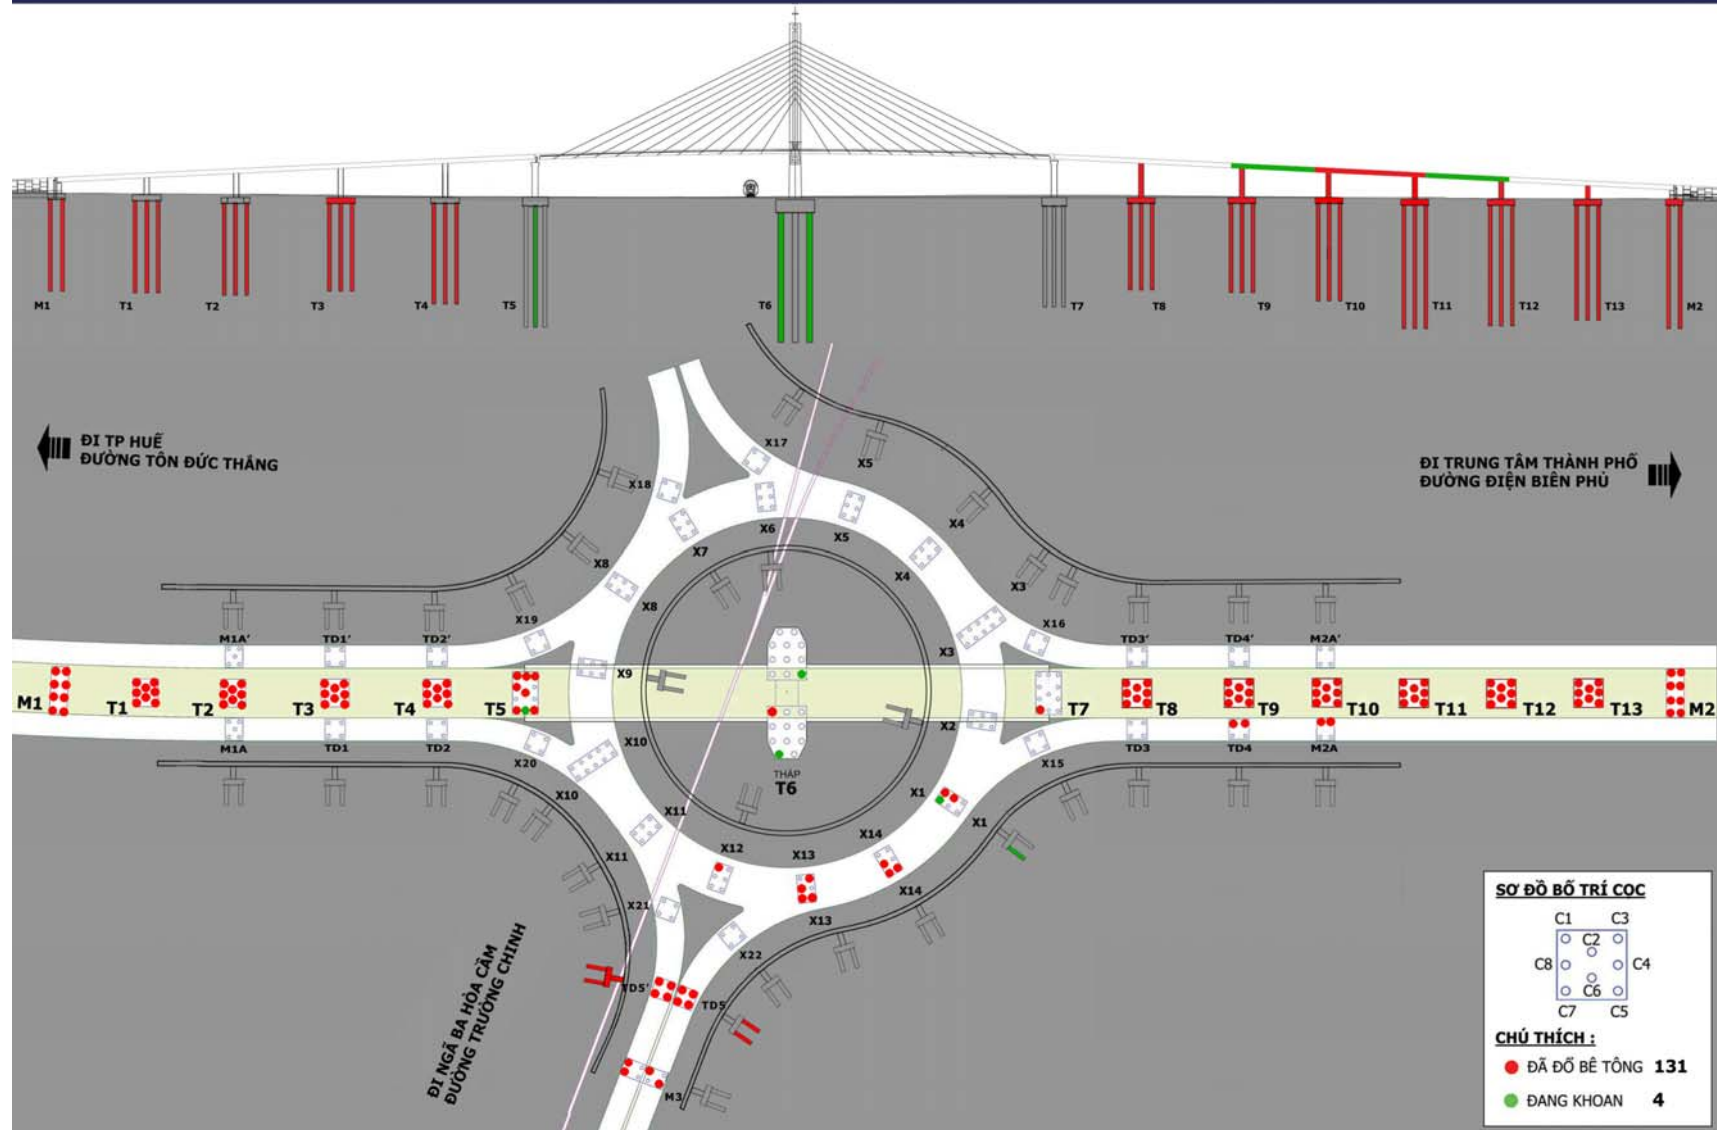 M1
T1
T2
T3
T4
T5
T6
T7
T8
T9
T10
T11
T12
T13
M2
ĐI TP HUẾ
ĐƯỜNG TÔN ĐỨC THẮNG
ĐI TRUNG TÂM THÀNH PHỐ
ĐƯỜNG ĐIỆN BIÊN PHỦ
X17
X5
X18
X6
X5
X4
X7
X8
X4
X3
X8
X19
X16
M1A'
TD1'
TD2'
X3
TD3'
TD4'
M2A'
X9
M1
T1
T2
T3
T4
T5
X2
T7
T8
T9
T10
T11
T12
T13
M2
X10
M1A
TD1
TD2
X20
X15
TD3
TD4
M2A
THÁP
T6
X10
X1
X11
X1
X14
X11
X12
X13
X14
X21
X13
X22
TD5'
TD5
M3
ĐI NGÃ BA HÒA CẦM
ĐƯỜNG TRƯỜNG CHINH
SƠ ĐỒ BỐ TRÍ CỌC
C1 C3
C2
C8 C4
C6
C7 C5
CHÚ THÍCH :
ĐÃ ĐỔ BÊ TÔNG 131
ĐANG KHOAN 4